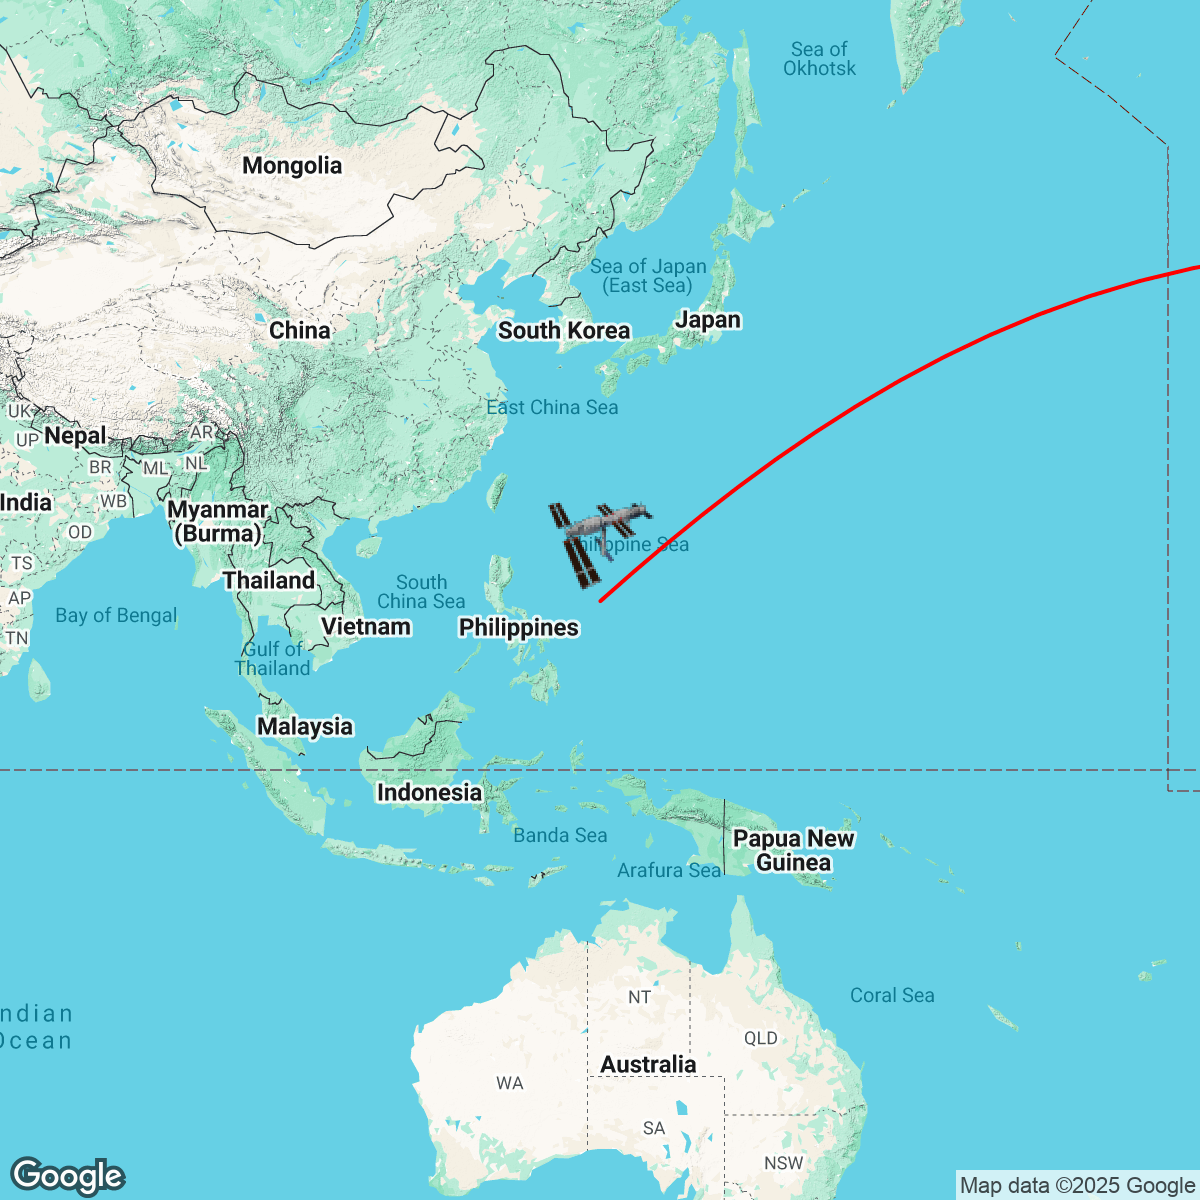 Sea of
Okhotsk
Mongolia
Sea of Japan
(East Sea)
China
South Korea
Japan
East China Sea
UK
UP
Nepal
AR
BR
ML
NL
India
WB
Myanmar
(Burma)
OD
Philippine Sea
TS
Thailand
South
China Sea
AP
Bay of Bengal
Vietnam
Philippines
TN
Gulf of
Thailand
Malaysia
Indonesia
Banda Sea
Papua New
Guinea
Arafura Sea
NT
Coral Sea
ndian
Ocean
QLD
Australia
WA
SA
NSW
Google
Map data ©2025 Google